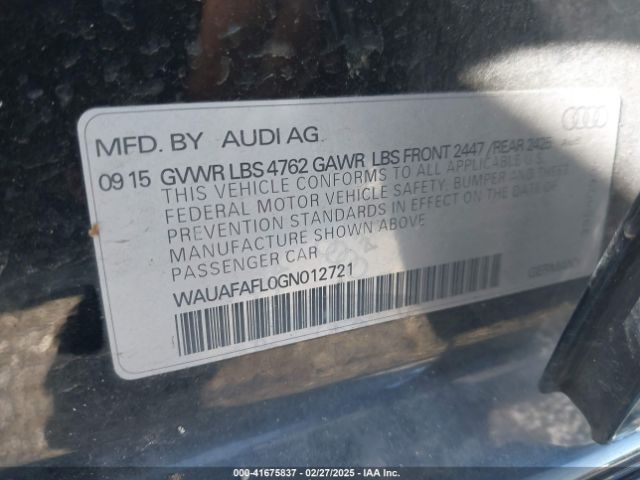 MFD. BY AUDI AG
09 15 GVWR LBS 4762 GAWR LBS FRONT 2447 /REAR 2425
THIS VEHICLE CONFORMS TO ALL APPLICABLE U.S.
FEDERAL MOTOR VEHICLE SAFETY, BUMPER AND THEFT
PREVENTION STANDARDS IN EFFECT ON THE DATE OF
MANUFACTURE SHOWN ABOVE
PASSENGER CAR
WAUAFAFL0GN012721
GERMANY
000-41675837 - 02/27/2025 - IAA Inc.